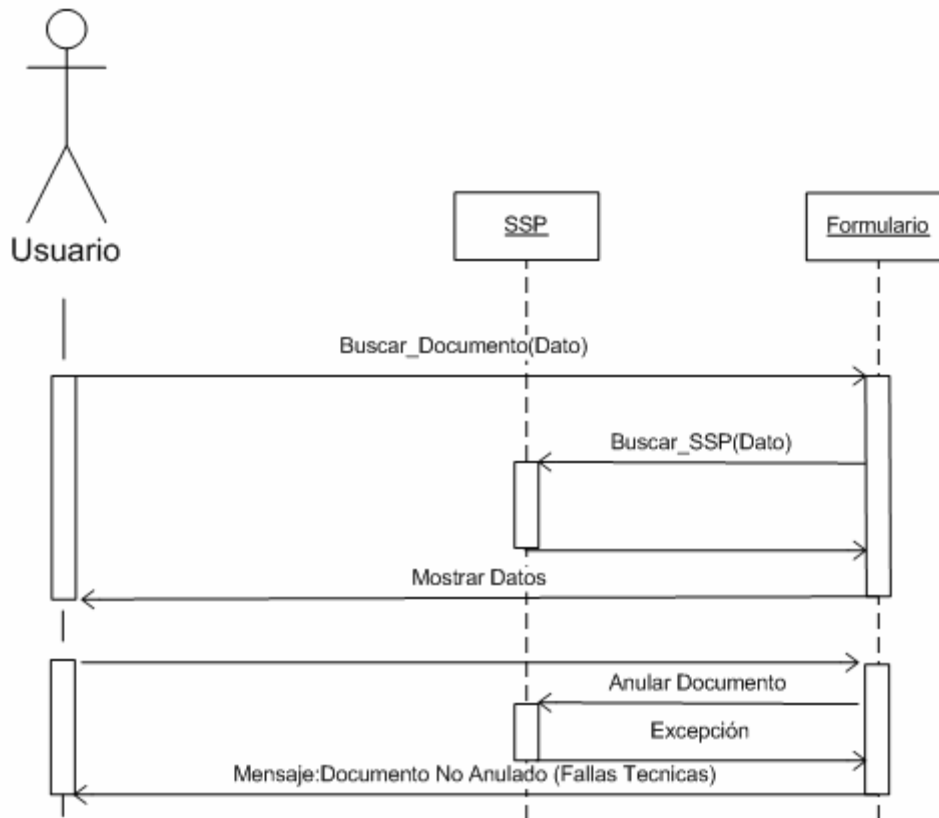 Usuario
SSP
Formulario
Buscar_Documento(Dato)
Buscar_SSP(Dato)
Mostrar Datos
Anular Documento
Excepción
Mensaje:Documento No Anulado (Fallas Tecnicas)